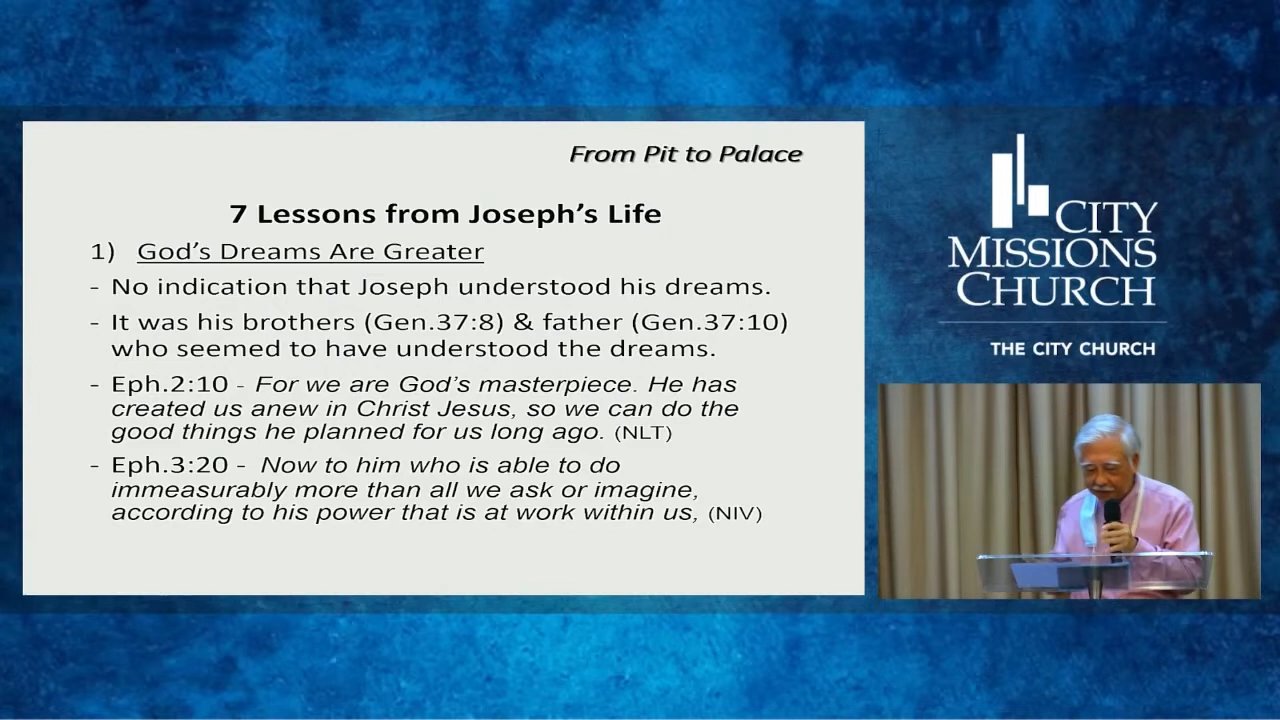 From Pit to Palace
7 Lessons from Joseph’s Life
1) God’s Dreams Are Greater
- No indication that Joseph understood his dreams.
- It was his brothers (Gen.37:8) & father (Gen.37:10)
who seemed to have understood the dreams.
- Eph.2:10 - For we are God’s masterpiece. He has
created us anew in Christ Jesus, so we can do the
good things he planned for us long ago. (NLT)
- Eph.3:20 - Now to him who is able to do
immeasurably more than all we ask or imagine,
according to his power that is at work within us, (NIV)
CITY
MISSIONS
CHURCH
THE CITY CHURCH